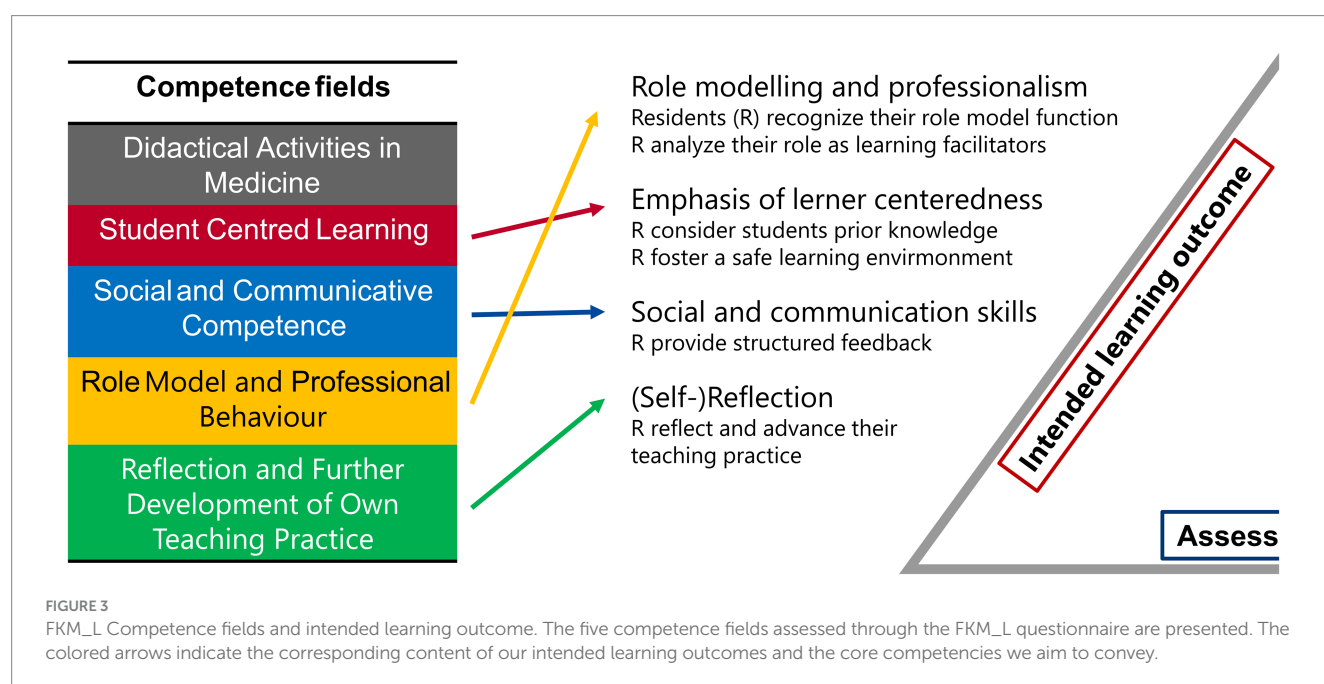 Competence fields
Didactical Activities in
Medicine
Student Centred Learning
Social and Communicative
Competence
Role Model and Professional
Behaviour
Reflection and Further
Development of Own
Teaching Practice
Role modelling and professionalism
Residents (R) recognize their role model function
R analyze their role as learning facilitators
Emphasis of lerner centeredness
R consider students prior knowledge
R foster a safe learning envirmonment
Social and communication skills
R provide structured feedback
(Self-)Reflection
R reflect and advance their
teaching practice
Intended learning outcome
Assess
FIGURE 3
FKM_L Competence fields and intended learning outcome. The five competence fields assessed through the FKM_L questionnaire are presented. The
colored arrows indicate the corresponding content of our intended learning outcomes and the core competencies we aim to convey.